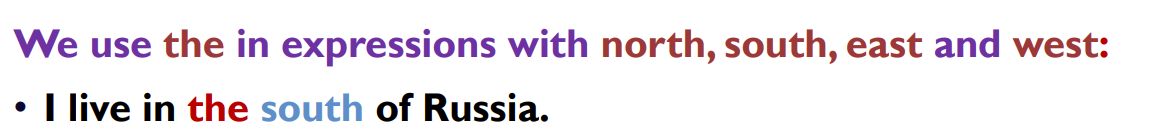 We use the in expressions with north, south, east and west:
• I live in the south of Russia.